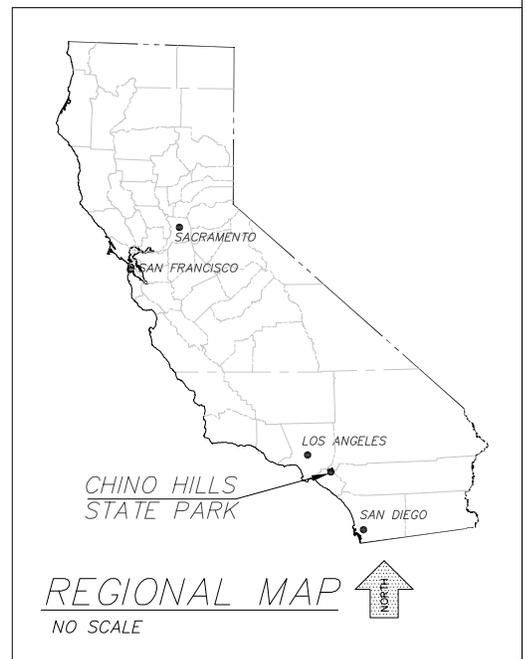 SACRAMENTO
SAN FRANCISCO
LOS ANGELES
CHINO HILLS
STATE PARK
SAN DIEGO
REGIONAL MAP
NO SCALE
NORTH